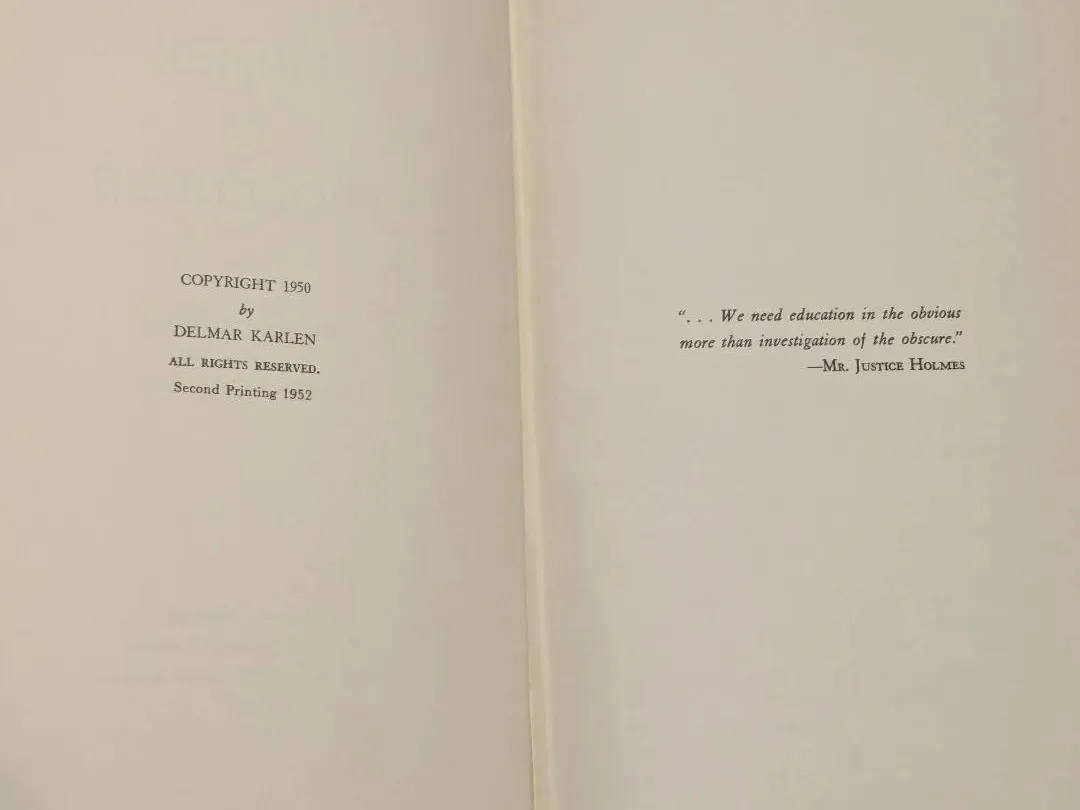 COPYRIGHT 1950
by
DELMAR KARLEN
ALL RIGHTS RESERVED.
Second Printing 1952
“. . . We need education in the obvious
more than investigation of the obscure.”
—MR. JUSTICE HOLMES